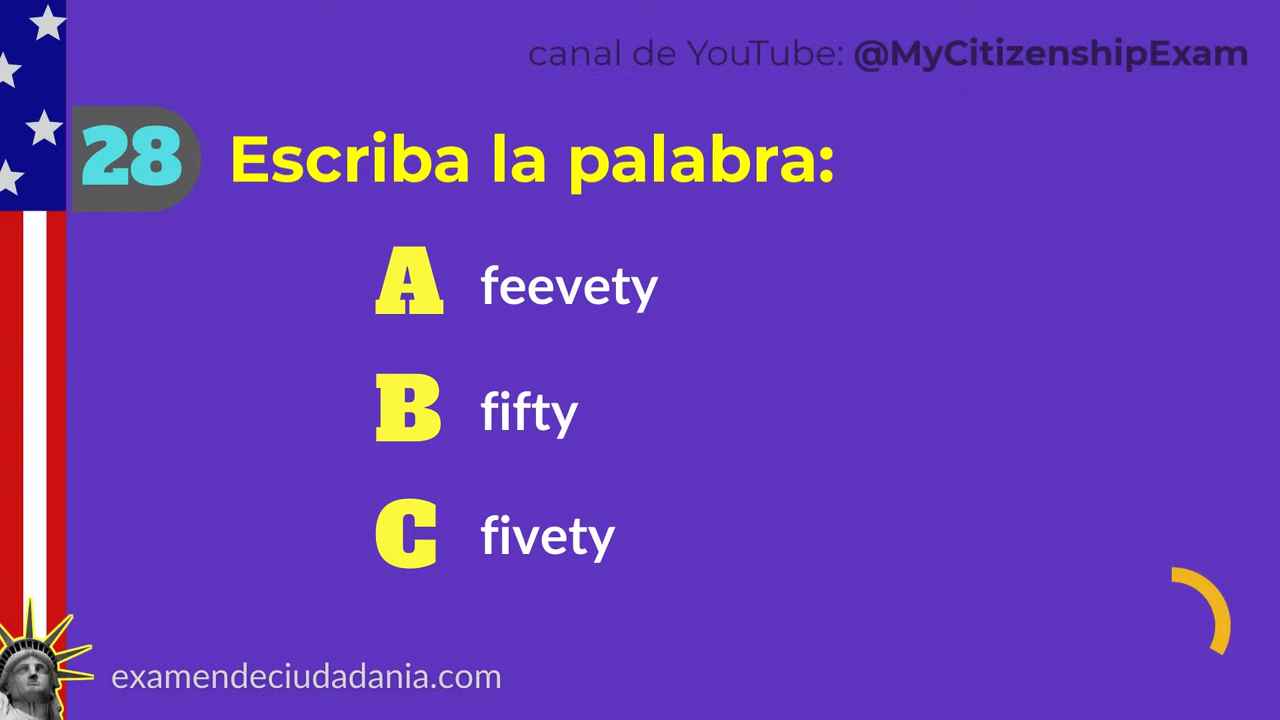 canal de YouTube: @MyCitizenshipExam
28 Escriba la palabra:
A feevety
B fifty
C fivety
examendeciudadania.com